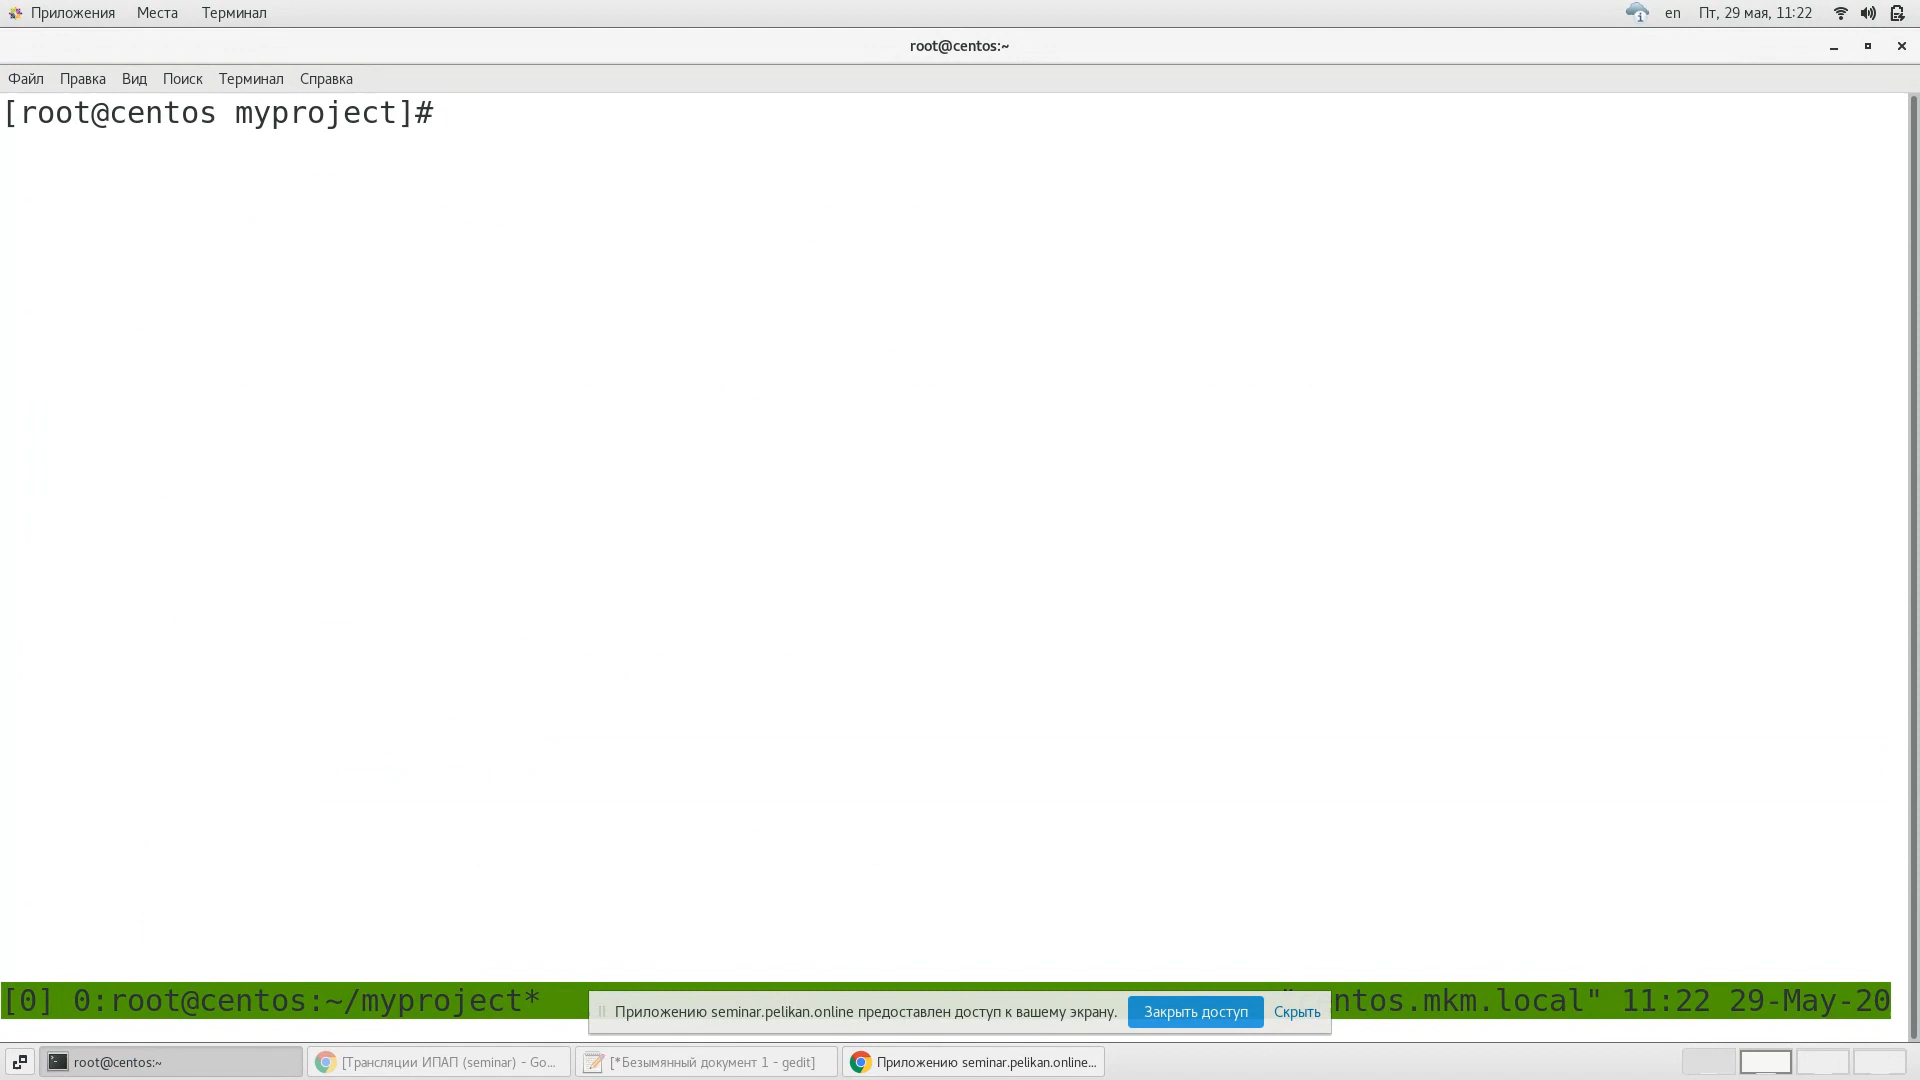 Приложения Места Терминал en Пт, 29 мая, 11:22
root@centos:~
Файл Правка Вид Поиск Терминал Справка
[root@centos myproject]#
[0] 0:root@centos:~/myproject* "centos.mkm.local" 11:22 29-May-20
Приложению seminar.pelikan.online предоставлен доступ к вашему экрану. Закрыть доступ Скрыть
root@centos:~ [Трансляции ИПАП (seminar) - Go... [*Безымянный документ 1 - gedit] Приложению seminar.pelikan.online...